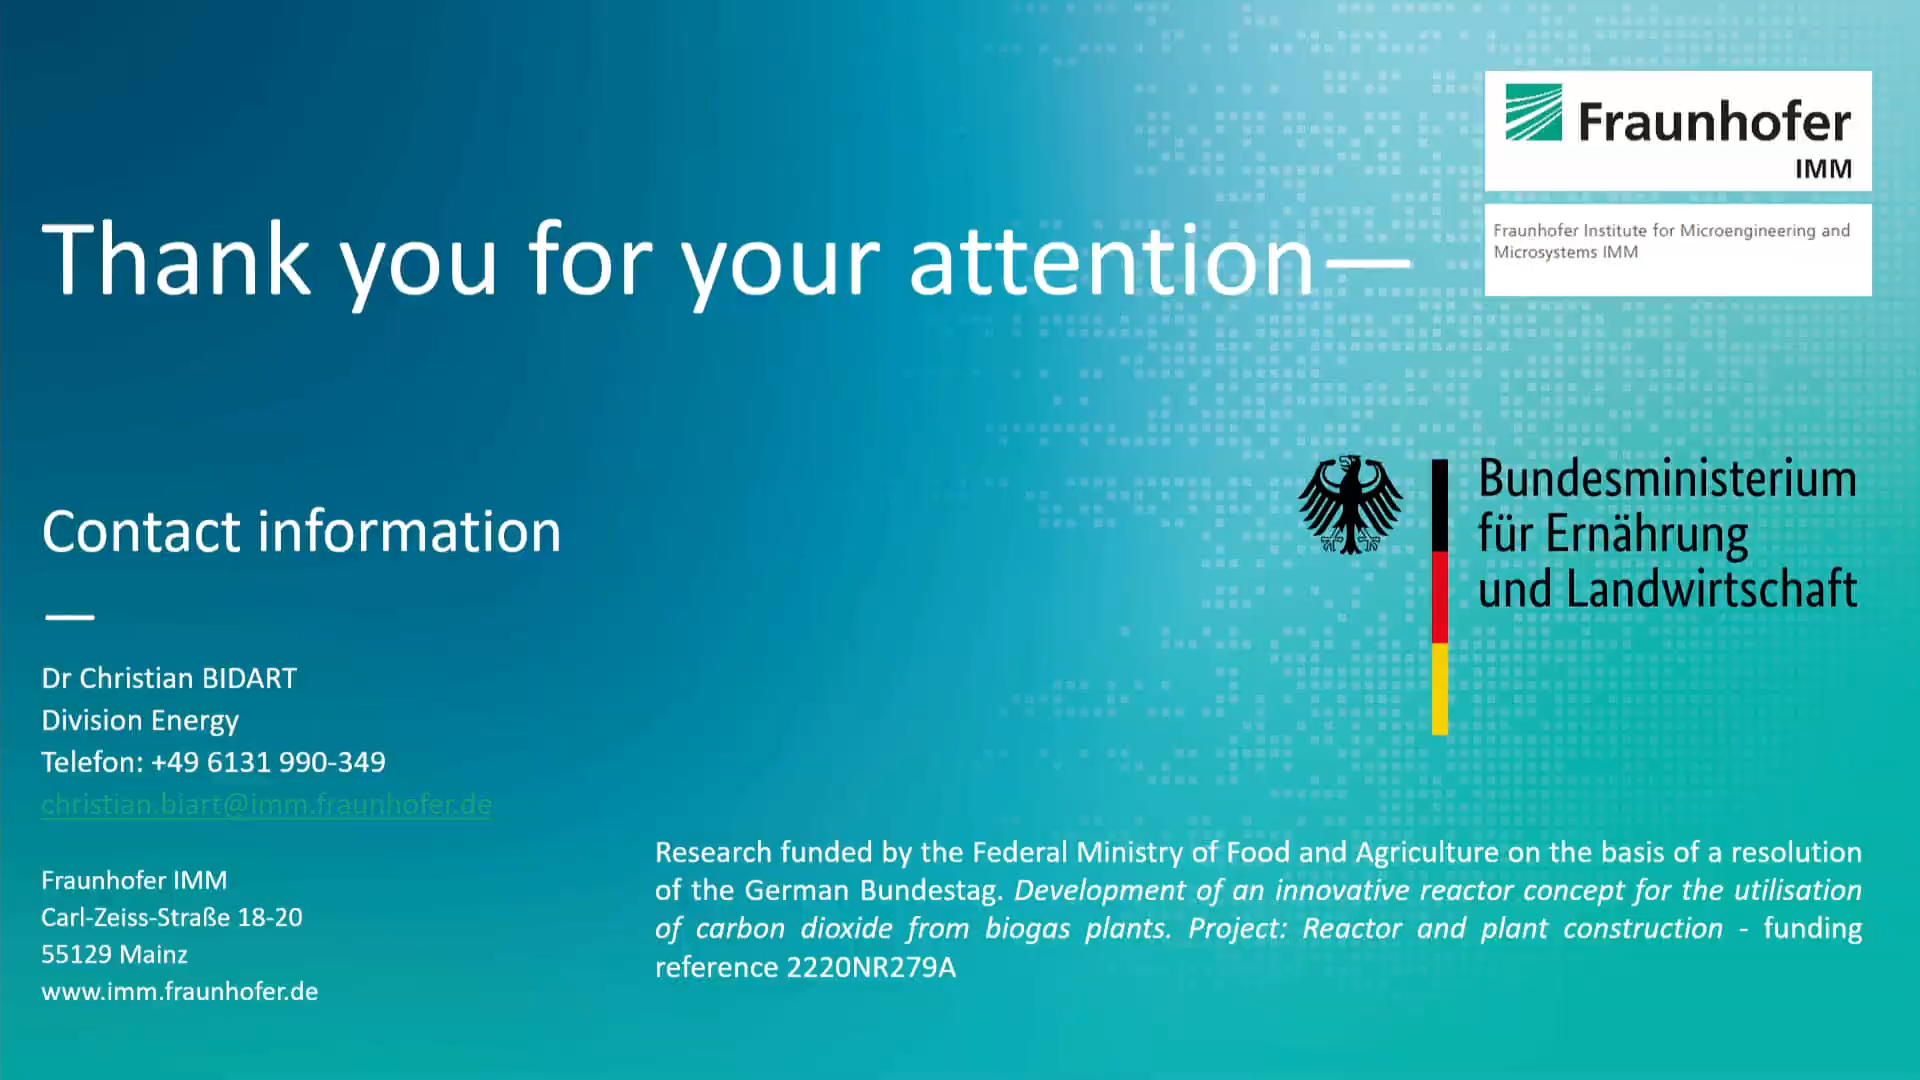 Fraunhofer
IMM
Fraunhofer Institute for Microengineering and
Microsystems IMM
Thank you for your attention—
Bundesministerium
für Ernährung
und Landwirtschaft
Contact information
—
Dr Christian BIDART
Division Energy
Telefon: +49 6131 990-349
christian.biart@imm.fraunhofer.de
Fraunhofer IMM
Carl-Zeiss-Straße 18-20
55129 Mainz
www.imm.fraunhofer.de
Research funded by the Federal Ministry of Food and Agriculture on the basis of a resolution
of the German Bundestag. Development of an innovative reactor concept for the utilisation
of carbon dioxide from biogas plants. Project: Reactor and plant construction - funding
reference 2220NR279A